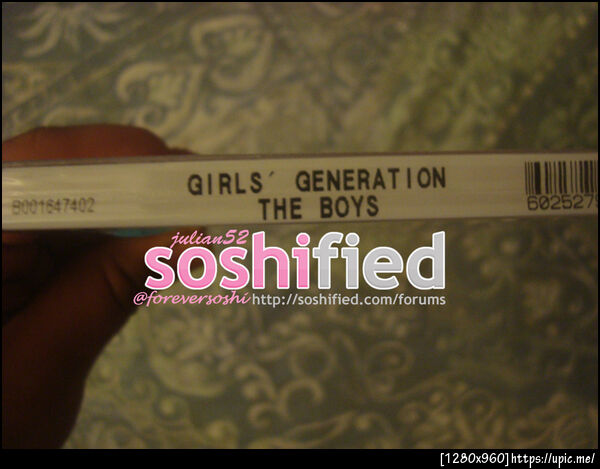 GIRLS´ GENERATION
THE BOYS
B001647402
602527
julian52
soshified
@foreversoshi http://soshified.com/forums
[1280x960] https://upic.me/